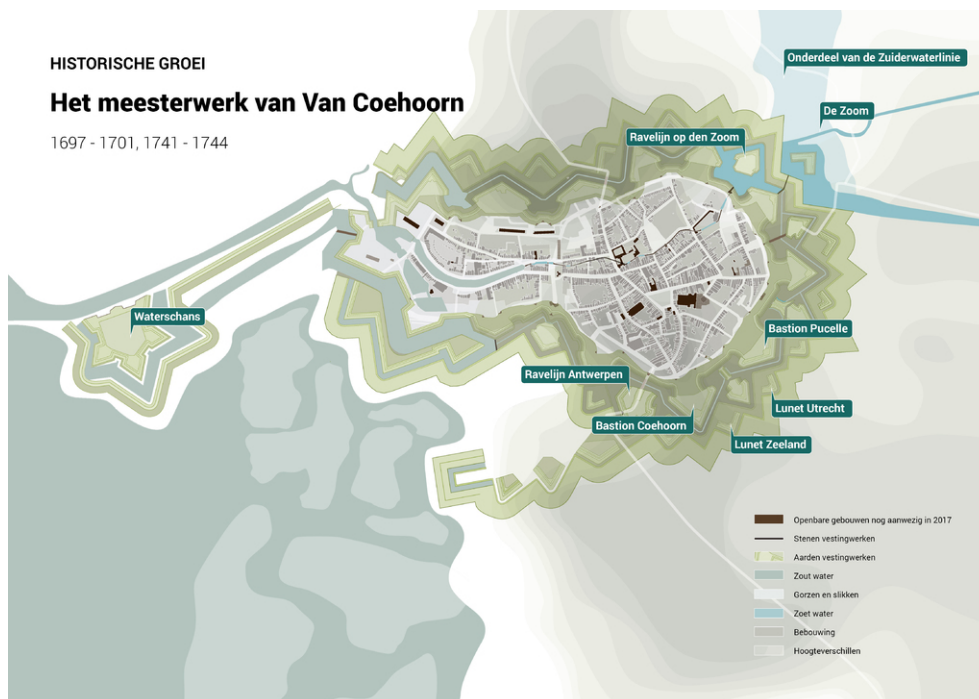 HISTORISCHE GROEI
Het meesterwerk van Van Coehoorn
1697 - 1701, 1741 - 1744
Onderdeel van de Zuiderwaterlinie
De Zoom
Ravelijn op den Zoom
Waterschans
Bastion Pucelle
Ravelijn Antwerpen
Lunet Utrecht
Bastion Coehoorn
Lunet Zeeland
Openbare gebouwen nog aanwezig in 2017
Stenen vestingwerken
Aarden vestingwerken
Zout water
Gorzen en slikken
Zoet water
Bebouwing
Hoogteverschillen